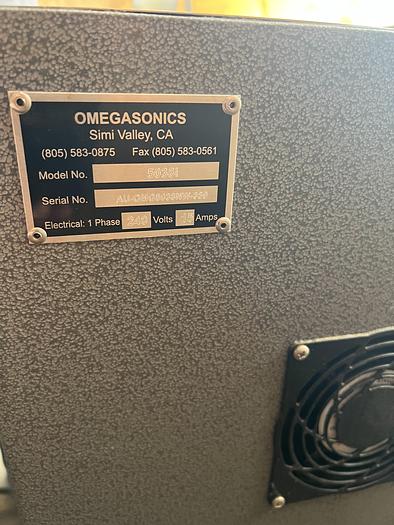 OMEGASONICS
Simi Valley, CA
(805) 583-0875 Fax (805) 583-0561
Model No.
Serial No.
Electrical: 1 Phase 240 Volts 15 Amps